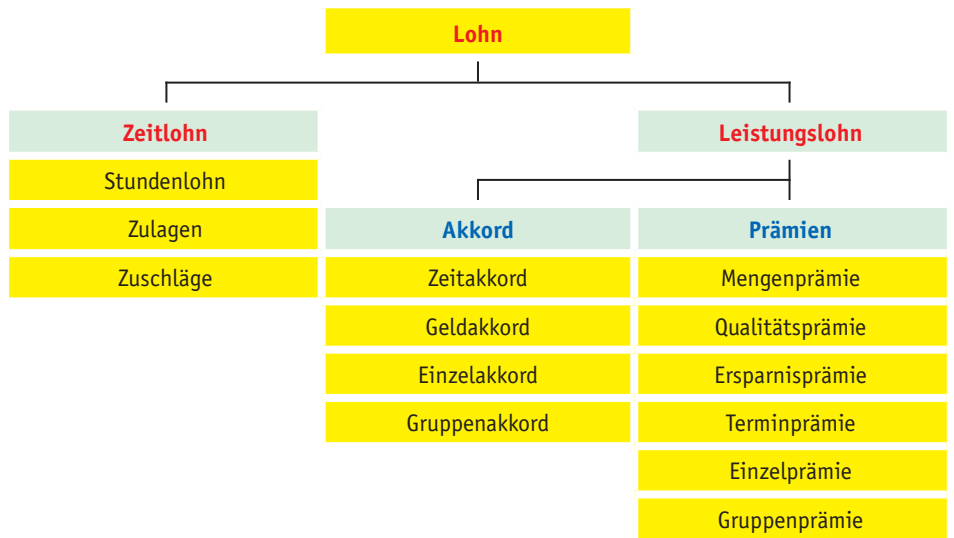 Lohn
Zeitlohn
Leistungslohn
Stundenlohn
Zulagen
Akkord
Prämien
Zuschläge
Zeitakkord
Mengenprämie
Geldakkord
Qualitätsprämie
Einzelakkord
Ersparnisprämie
Gruppenakkord
Terminprämie
Einzelprämie
Gruppenprämie